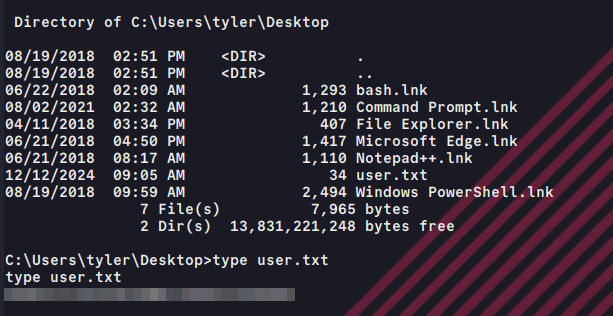 Directory of C:\Users\tyler\Desktop
08/19/2018  02:51 PM    <DIR>          .
08/19/2018  02:51 PM    <DIR>          ..
06/22/2018  02:09 AM             1,293 bash.lnk
08/02/2021  02:32 AM             1,210 Command Prompt.lnk
04/11/2018  03:34 PM               407 File Explorer.lnk
06/21/2018  04:50 PM             1,417 Microsoft Edge.lnk
06/21/2018  08:17 AM             1,110 Notepad++.lnk
12/12/2024  09:05 AM                34 user.txt
08/19/2018  09:59 AM             2,494 Windows PowerShell.lnk
7 File(s)          7,965 bytes
2 Dir(s)  13,831,221,248 bytes free
C:\Users\tyler\Desktop>type user.txt
type user.txt